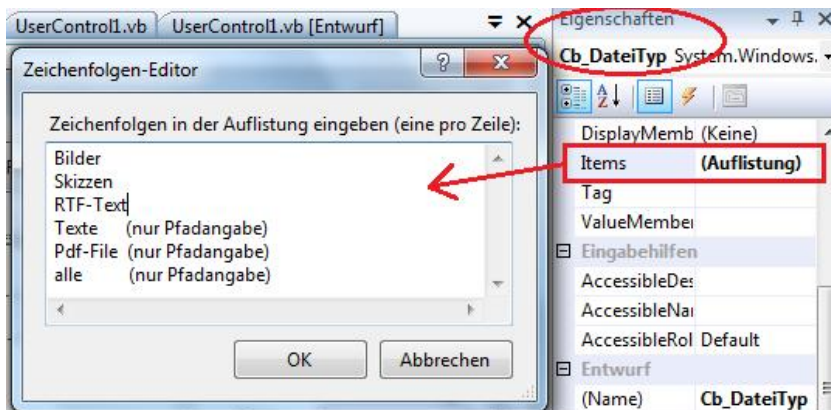 UserControl1.vb UserControl1.vb [Entwurf]
Zeichenfolgen-Editor
Zeichenfolgen in der Auflistung eingeben (eine pro Zeile):
Bilder
Skizzen
RTF-Text
Texte (nur Pfadangabe)
Pdf-File (nur Pfadangabe)
alle (nur Pfadangabe)
OK Abbrechen
Eigenschaften
Cb_DateiTyp System.Windows.
DisplayMemb (Keine)
Items (Auflistung)
Tag
ValueMember
Eingabehilfen
AccessibleDes
AccessibleNar
AccessibleRol Default
Entwurf
(Name) Cb_DateiTyp